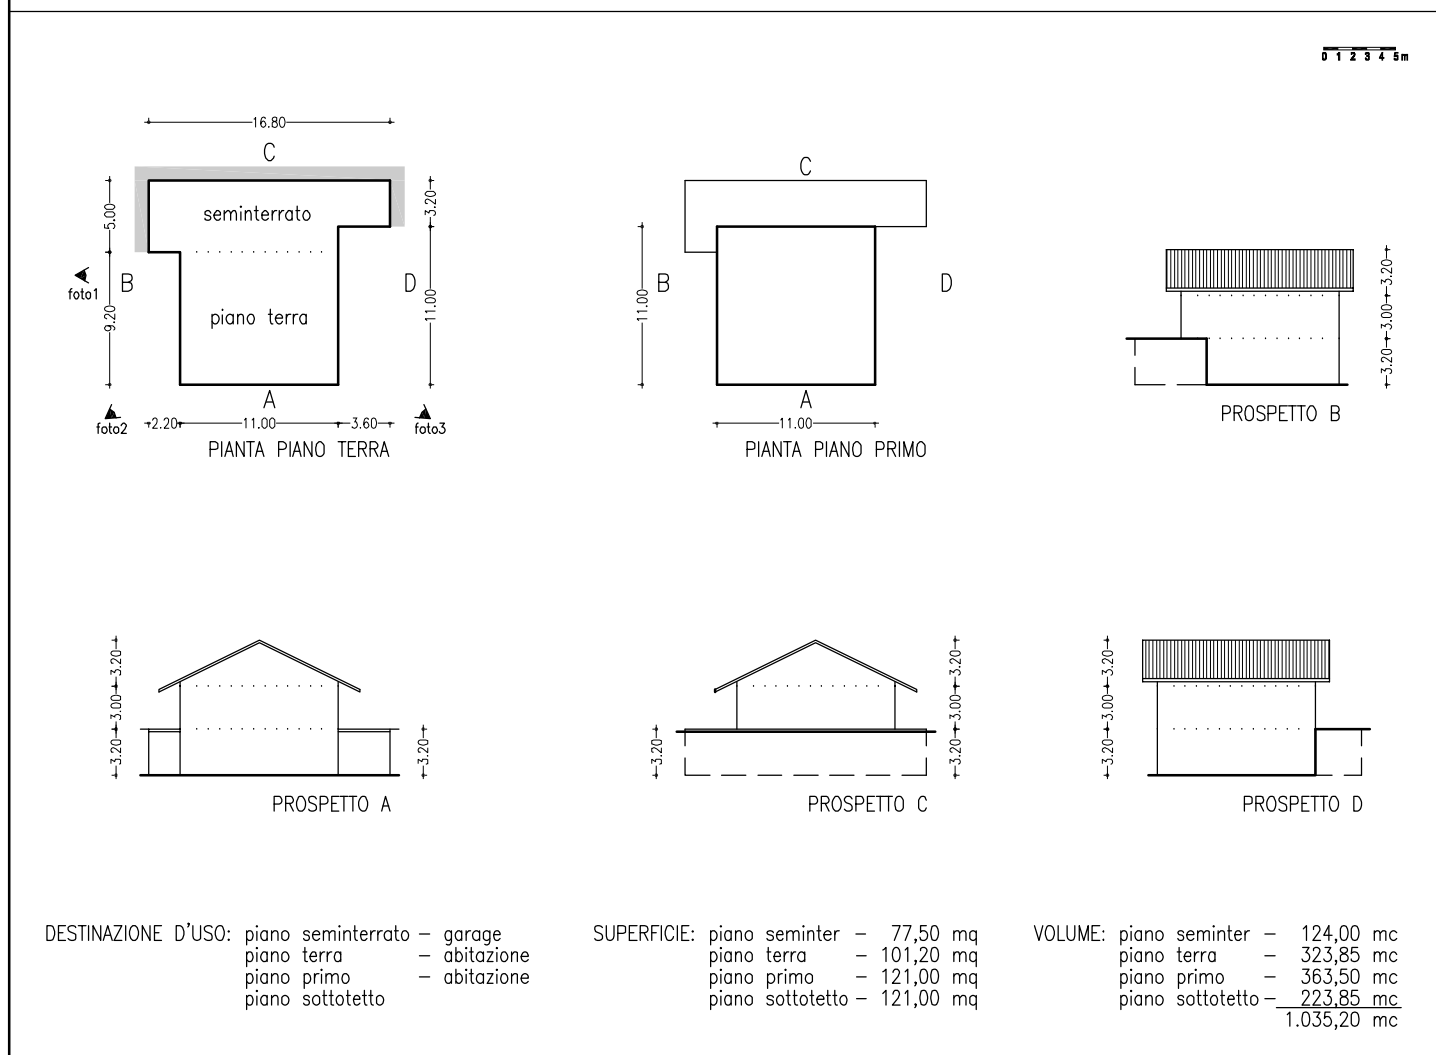 0 1 2 3 4 5m
16.80
C
5.00
seminterrato
3.20
foto1
B
D
9.20
piano terra
11.00
A
foto2
2.20
11.00
3.60
foto3
PIANTA PIANO TERRA
C
B
D
11.00
A
11.00
PIANTA PIANO PRIMO
3.20
3.00
3.20
PROSPETTO B
3.20
3.00
3.20
3.20
PROSPETTO A
3.20
3.20
3.00
3.20
PROSPETTO C
3.20
3.00
3.20
PROSPETTO D
DESTINAZIONE D'USO: piano seminterrato – garage
piano terra – abitazione
piano primo – abitazione
piano sottotetto
SUPERFICIE: piano seminter – 77,50 mq
piano terra – 101,20 mq
piano primo – 121,00 mq
piano sottotetto – 121,00 mq
VOLUME: piano seminter – 124,00 mc
piano terra – 323,85 mc
piano primo – 363,50 mc
piano sottotetto – 223,85 mc
1.035,20 mc